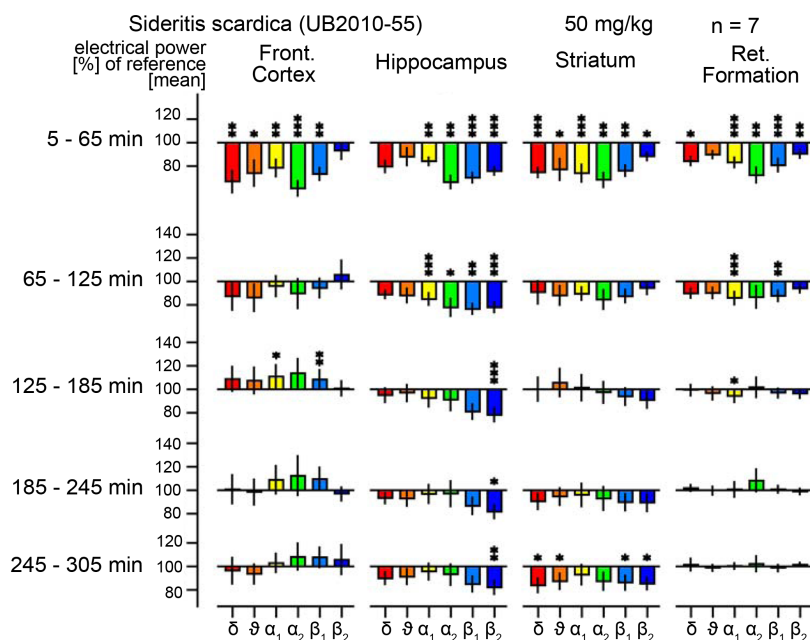 Sideritis scardica (UB2010-55) 50 mg/kg n = 7
electrical power
[%] of reference
[mean]
Front.
Cortex
Hippocampus
Striatum
Ret.
Formation
5 - 65 min
120
100
80
** * ** *** **
*** ** *** ***
*** * *** ** ** *
* *** ** *** **
65 - 125 min
140
120
100
80
*** * ** ***
*** **
125 - 185 min
140
120
100
80
* **
***
*
185 - 245 min
140
120
100
80
*
245 - 305 min
120
100
80
**
* * * *
δ ϑ α1 α2 β1 β2
δ ϑ α1 α2 β1 β2
δ ϑ α1 α2 β1 β2
δ ϑ α1 α2 β1 β2